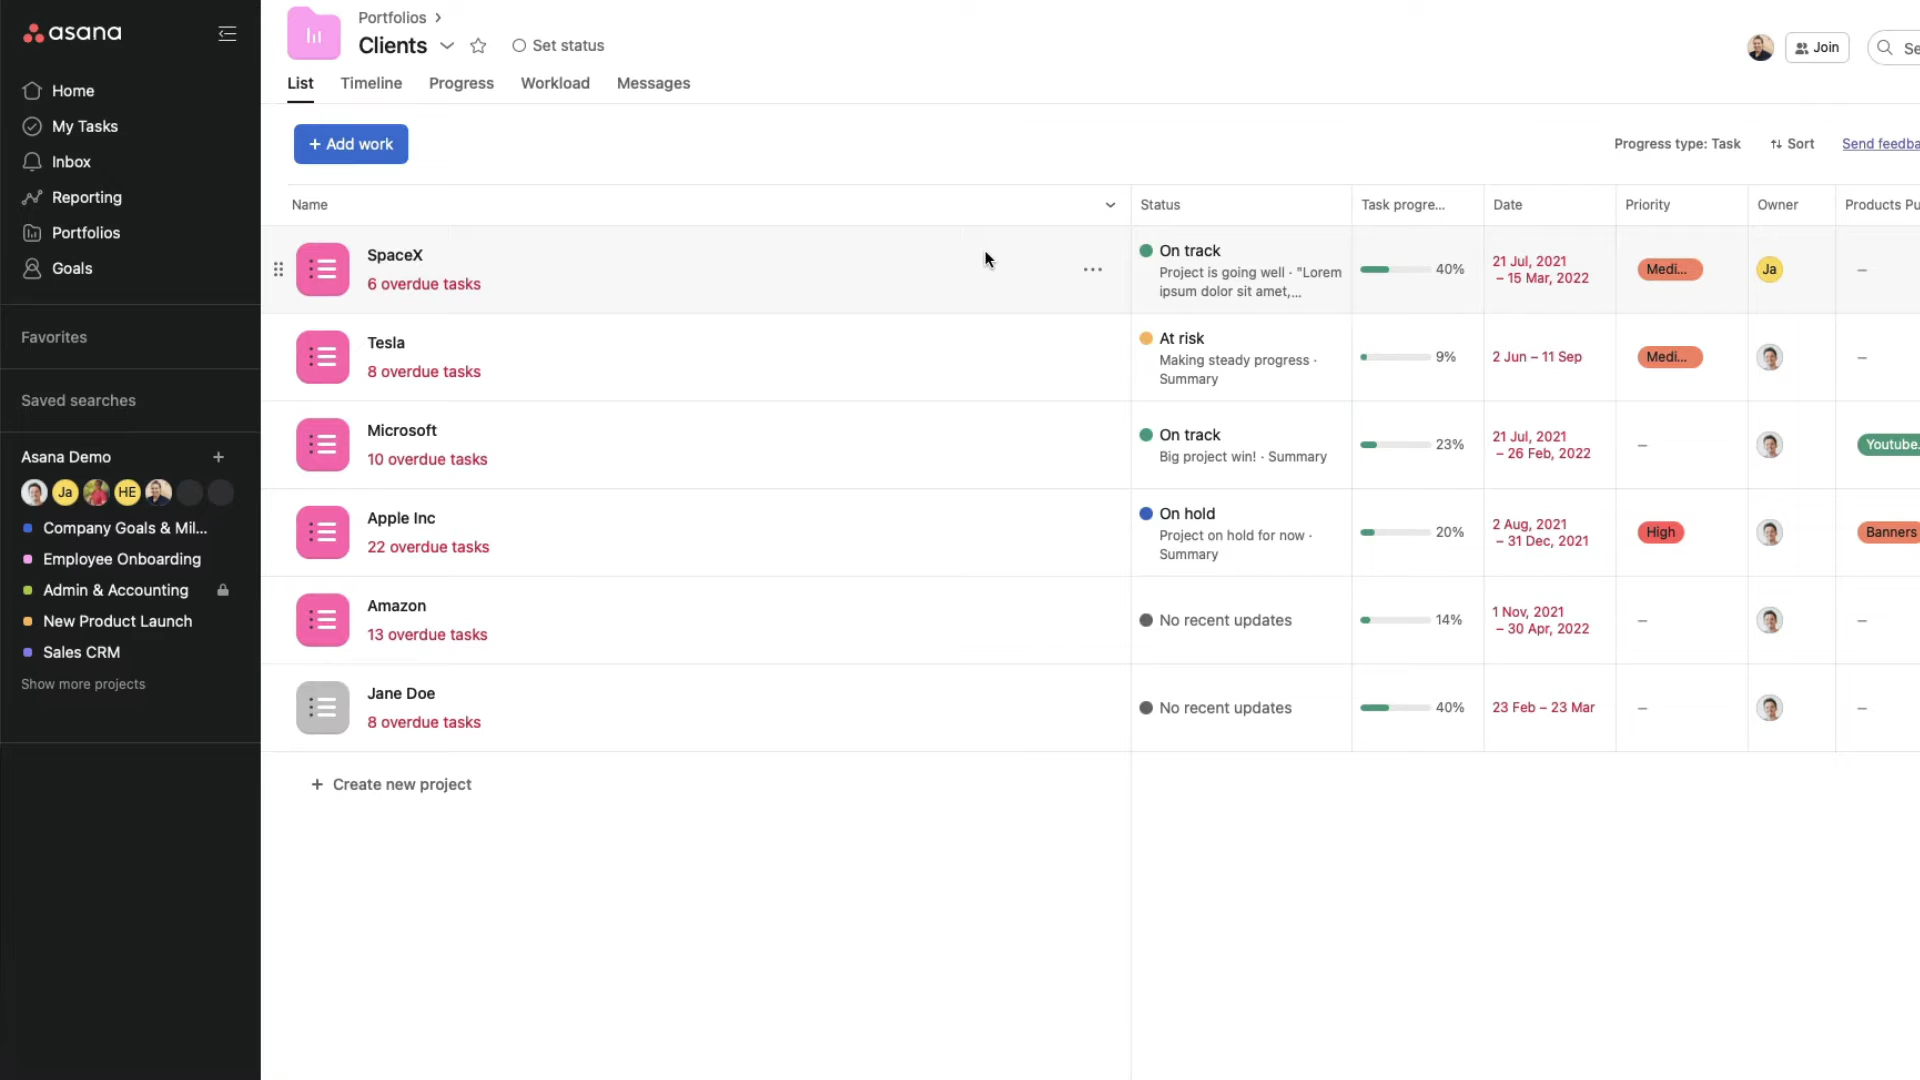 asana
Home
My Tasks
Inbox
Reporting
Portfolios
Goals
Favorites
Saved searches
Asana Demo
Ja
HE
Company Goals & Mil...
Employee Onboarding
Admin & Accounting
New Product Launch
Sales CRM
Show more projects
Portfolios
Clients
Set status
Join
Se
List
Timeline
Progress
Workload
Messages
+ Add work
Progress type: Task
Sort
Send feedba
Name
Status
Task progre...
Date
Priority
Owner
Products Pu
SpaceX
6 overdue tasks
On track
Project is going well · "Lorem
ipsum dolor sit amet,...
40%
21 Jul, 2021
– 15 Mar, 2022
Medi...
Ja
–
Tesla
8 overdue tasks
At risk
Making steady progress ·
Summary
9%
2 Jun – 11 Sep
Medi...
–
Microsoft
10 overdue tasks
On track
Big project win! · Summary
23%
21 Jul, 2021
– 26 Feb, 2022
–
Youtube
Apple Inc
22 overdue tasks
On hold
Project on hold for now ·
Summary
20%
2 Aug, 2021
– 31 Dec, 2021
High
Banners
Amazon
13 overdue tasks
No recent updates
14%
1 Nov, 2021
– 30 Apr, 2022
–
–
Jane Doe
8 overdue tasks
No recent updates
40%
23 Feb – 23 Mar
–
–
+ Create new project